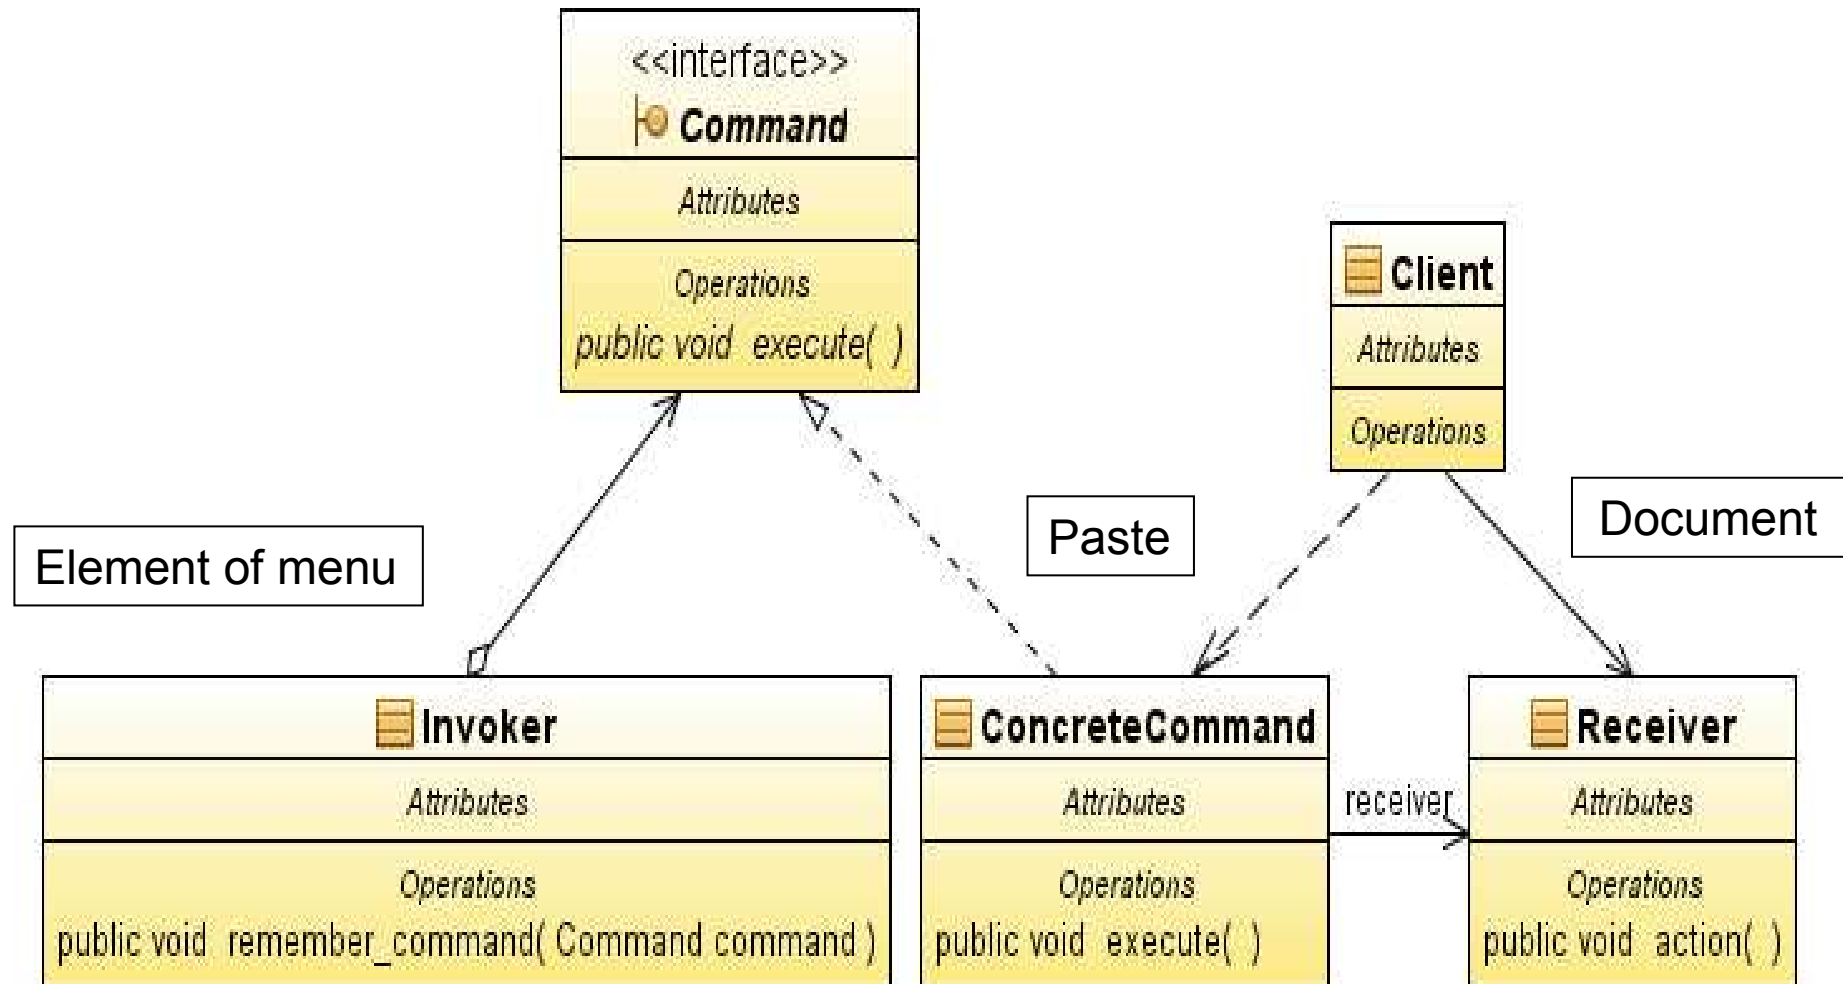 <<interface>>
Command
Attributes
Operations
public void execute( )
Client
Attributes
Operations
Element of menu
Paste
Document
Invoker
Attributes
Operations
public void remember_command( Command command )
ConcreteCommand
Attributes
Operations
public void execute( )
receiver
Receiver
Attributes
Operations
public void action( )